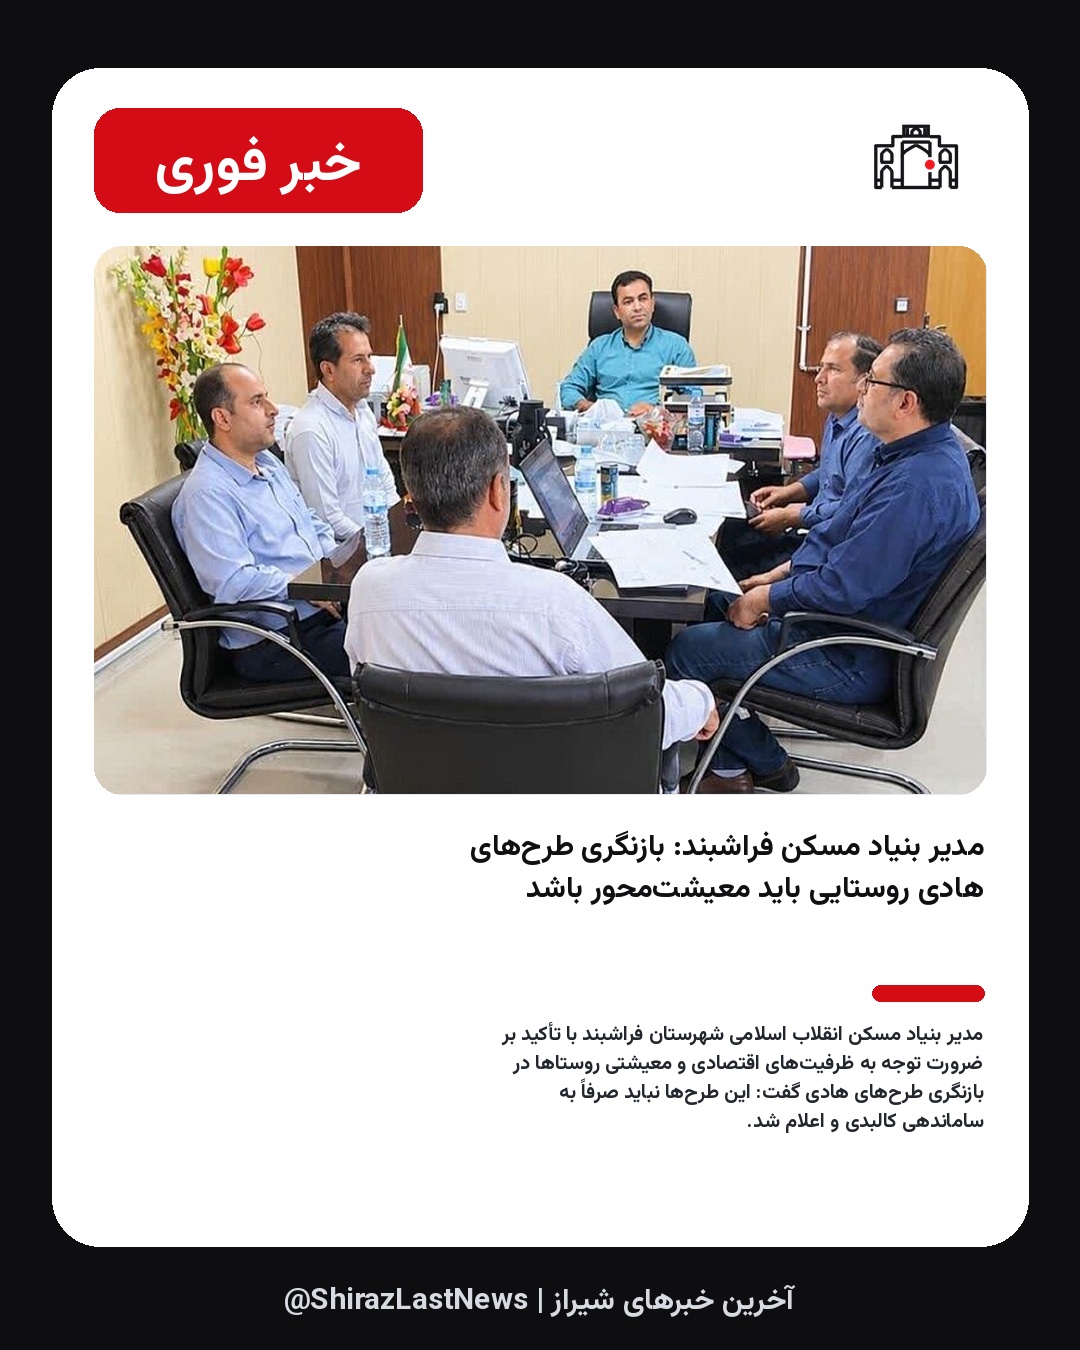 خبر فوری
مدیر بنیاد مسکن فراشبند: بازنگری طرح‌های
هادی روستایی باید معیشت‌محور باشد
مدیر بنیاد مسکن انقلاب اسلامی شهرستان فراشبند با تأکید بر
ضرورت توجه به ظرفیت‌های اقتصادی و معیشتی روستاها در
بازنگری طرح‌های هادی گفت: این طرح‌ها نباید صرفاً به
ساماندهی کالبدی و اعلام شد.
آخرین خبرهای شیراز | @ShirazLastNews